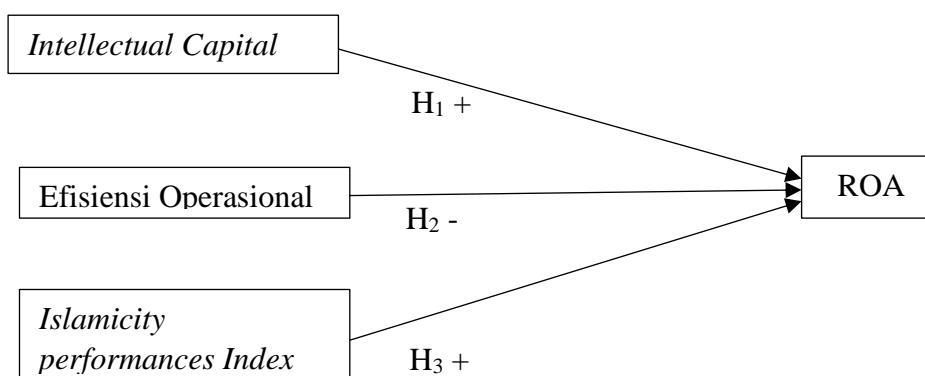 Intellectual Capital
H₁ +
Efisiensi Operasional
ROA
H₂ -
Islamicity
performances Index
H₃ +